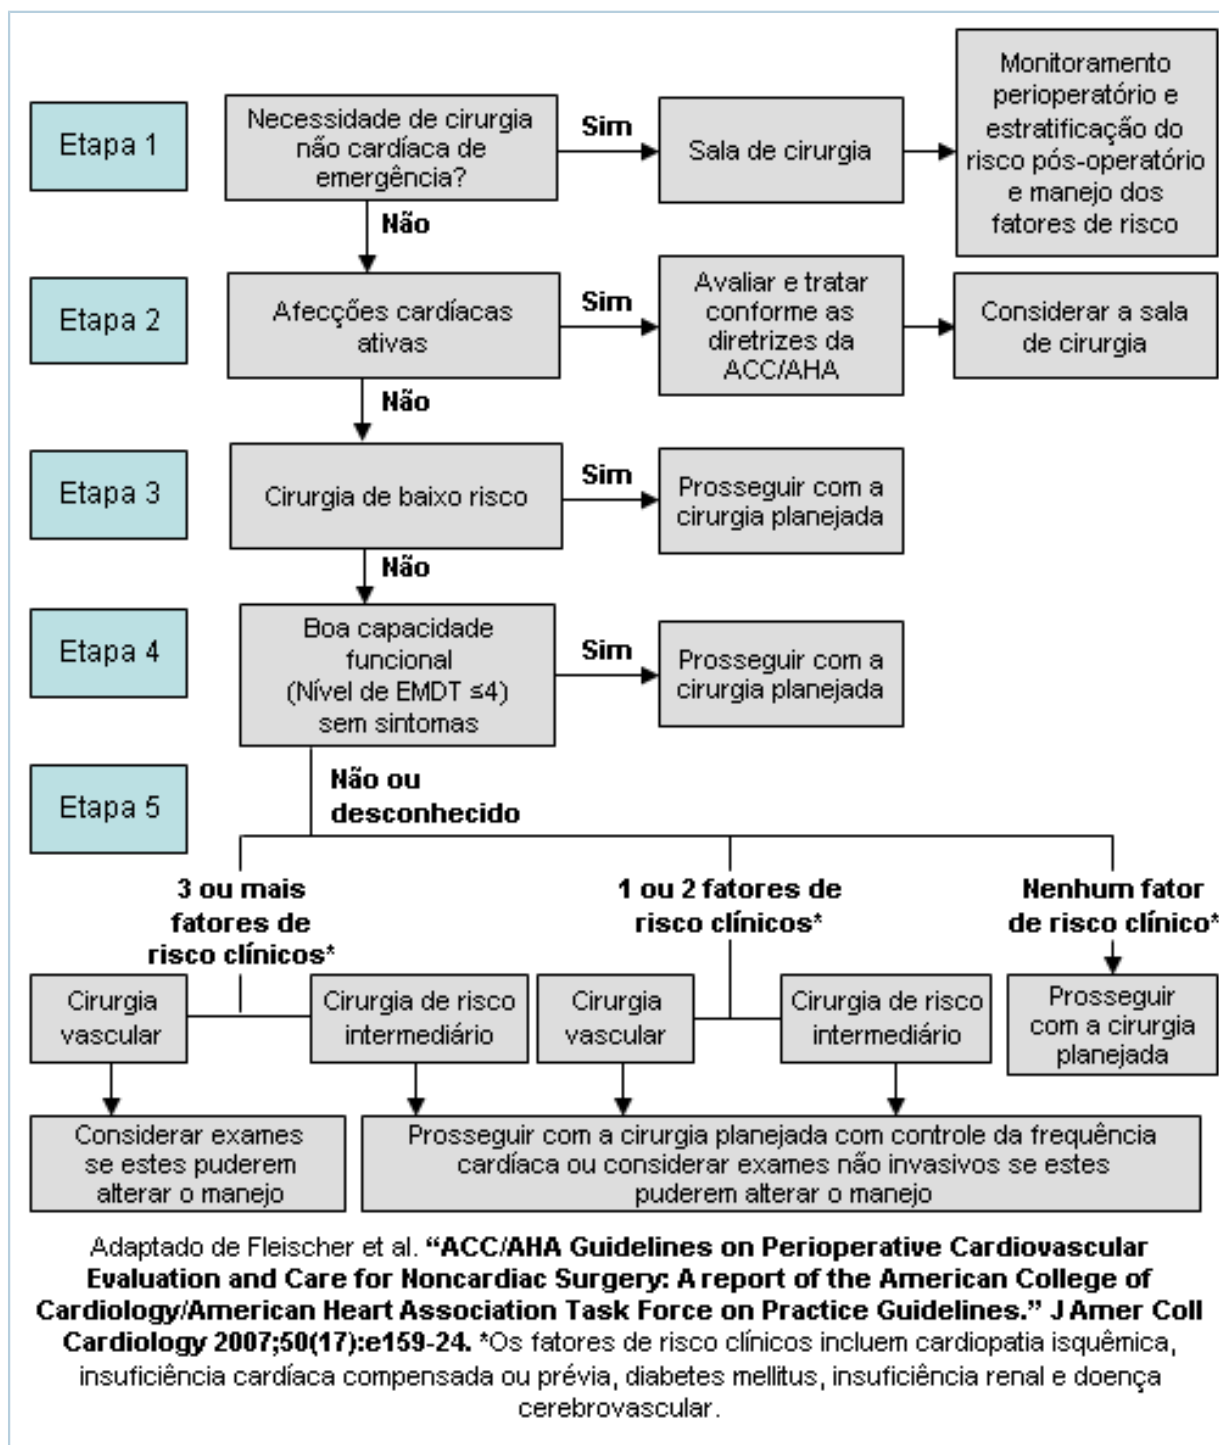 Etapa 1
Necessidade de cirurgia
não cardíaca de
emergência?
Sim
Sala de cirurgia
Monitoramento
perioperatório e
estratificação do
risco pós-operatório
e manejo dos
fatores de risco
Não
Etapa 2
Afecções cardíacas
ativas
Sim
Avaliar e tratar
conforme as
diretrizes da
ACC/AHA
Considerar a sala
de cirurgia
Não
Etapa 3
Cirurgia de baixo risco
Sim
Prosseguir com a
cirurgia planejada
Não
Etapa 4
Boa capacidade
funcional
(Nível de EMDT ≤4)
sem sintomas
Sim
Prosseguir com a
cirurgia planejada
Etapa 5
Não ou
desconhecido
3 ou mais
fatores de
risco clínicos*
1 ou 2 fatores de
risco clínicos*
Nenhum fator
de risco clínico*
Cirurgia
vascular
Cirurgia de risco
intermediário
Cirurgia
vascular
Cirurgia de risco
intermediário
Prosseguir
com a cirurgia
planejada
Considerar exames
se estes puderem
alterar o manejo
Prosseguir com a cirurgia planejada com controle da frequência
cardíaca ou considerar exames não invasivos se estes
puderem alterar o manejo
Adaptado de Fleischer et al. “ACC/AHA Guidelines on Perioperative Cardiovascular
Evaluation and Care for Noncardiac Surgery: A report of the American College of
Cardiology/American Heart Association Task Force on Practice Guidelines.” J Amer Coll
Cardiology 2007;50(17):e159-24. *Os fatores de risco clínicos incluem cardiopatia isquêmica,
insuficiência cardíaca compensada ou prévia, diabetes mellitus, insuficiência renal e doença
cerebrovascular.